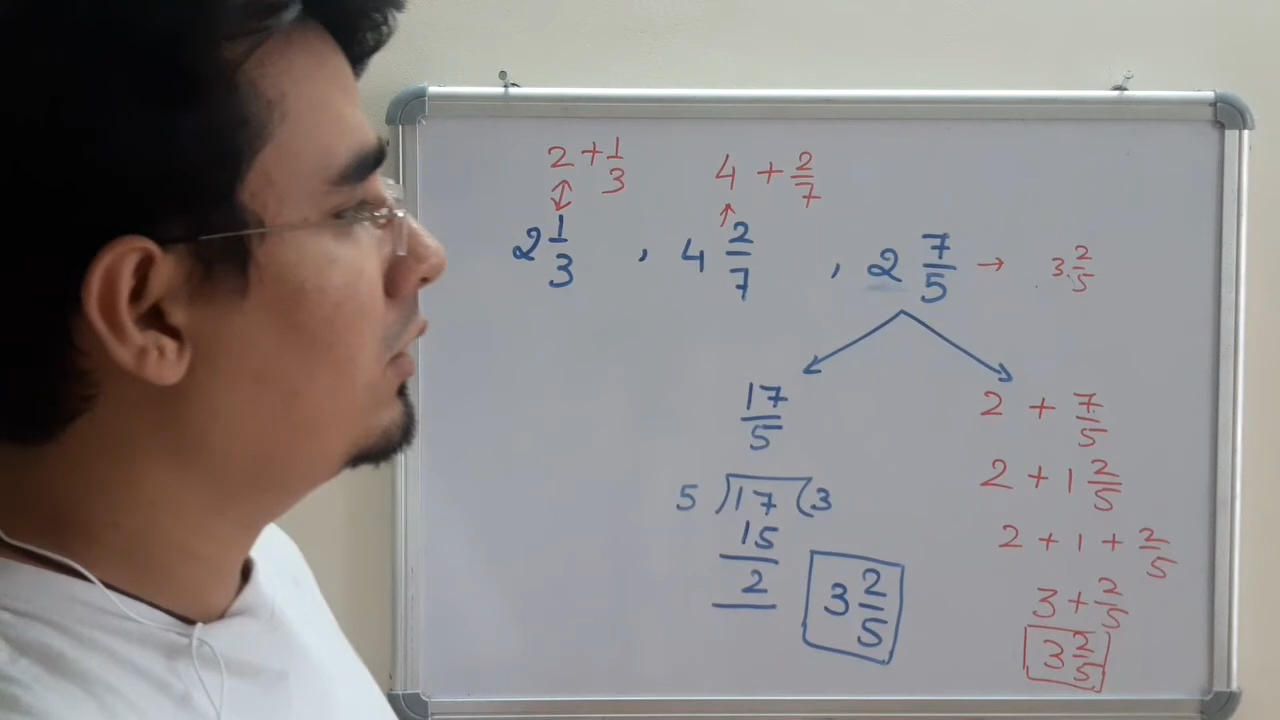 2 + 1/3    4 + 2/7
2 1/3 , 4 2/7 , 2 7/5 → 3 2/5
17/5
5 ) 17 ( 3
15
2
3 2/5
2 + 7/5
2 + 1 2/5
2 + 1 + 2/5
3 + 2/5
3 2/5